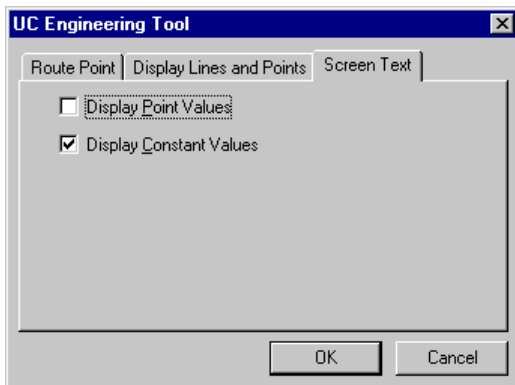 UC Engineering Tool
Route Point Display Lines and Points Screen Text
Display Point Values
Display Constant Values
OK Cancel